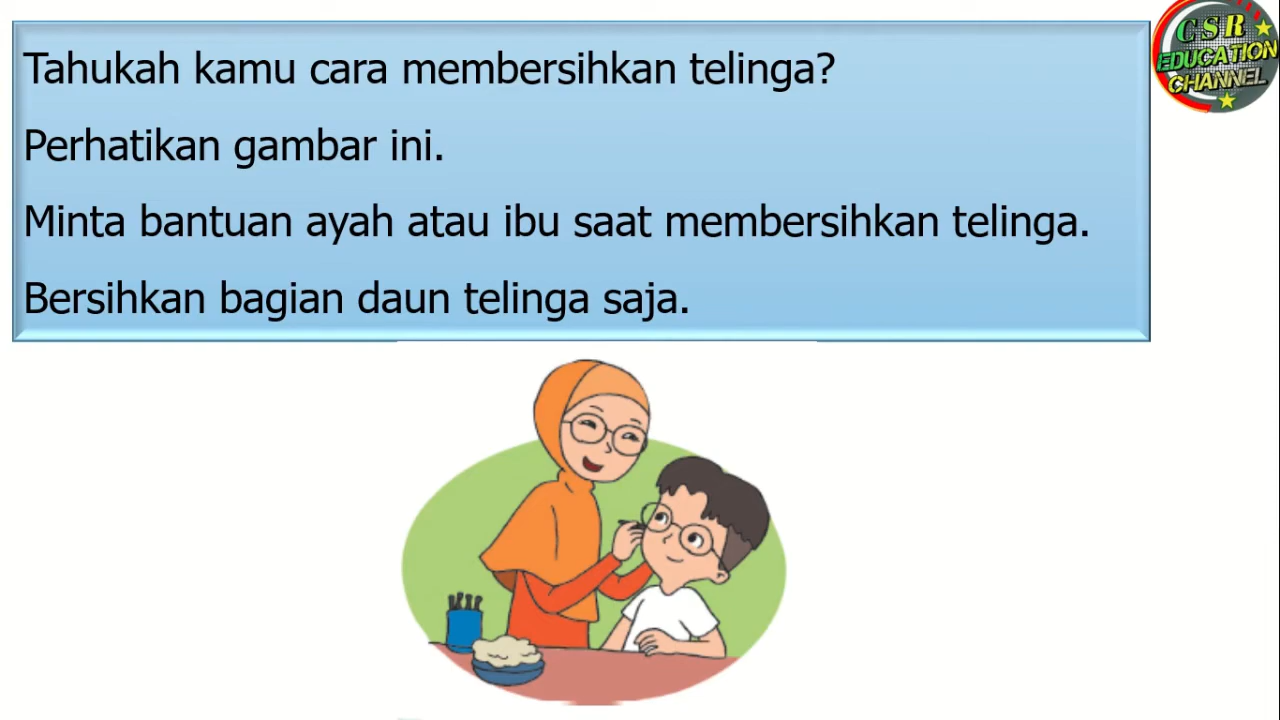 Tahukah kamu cara membersihkan telinga?
Perhatikan gambar ini.
Minta bantuan ayah atau ibu saat membersihkan telinga.
Bersihkan bagian daun telinga saja.
CSR
EDUCATION
CHANNEL